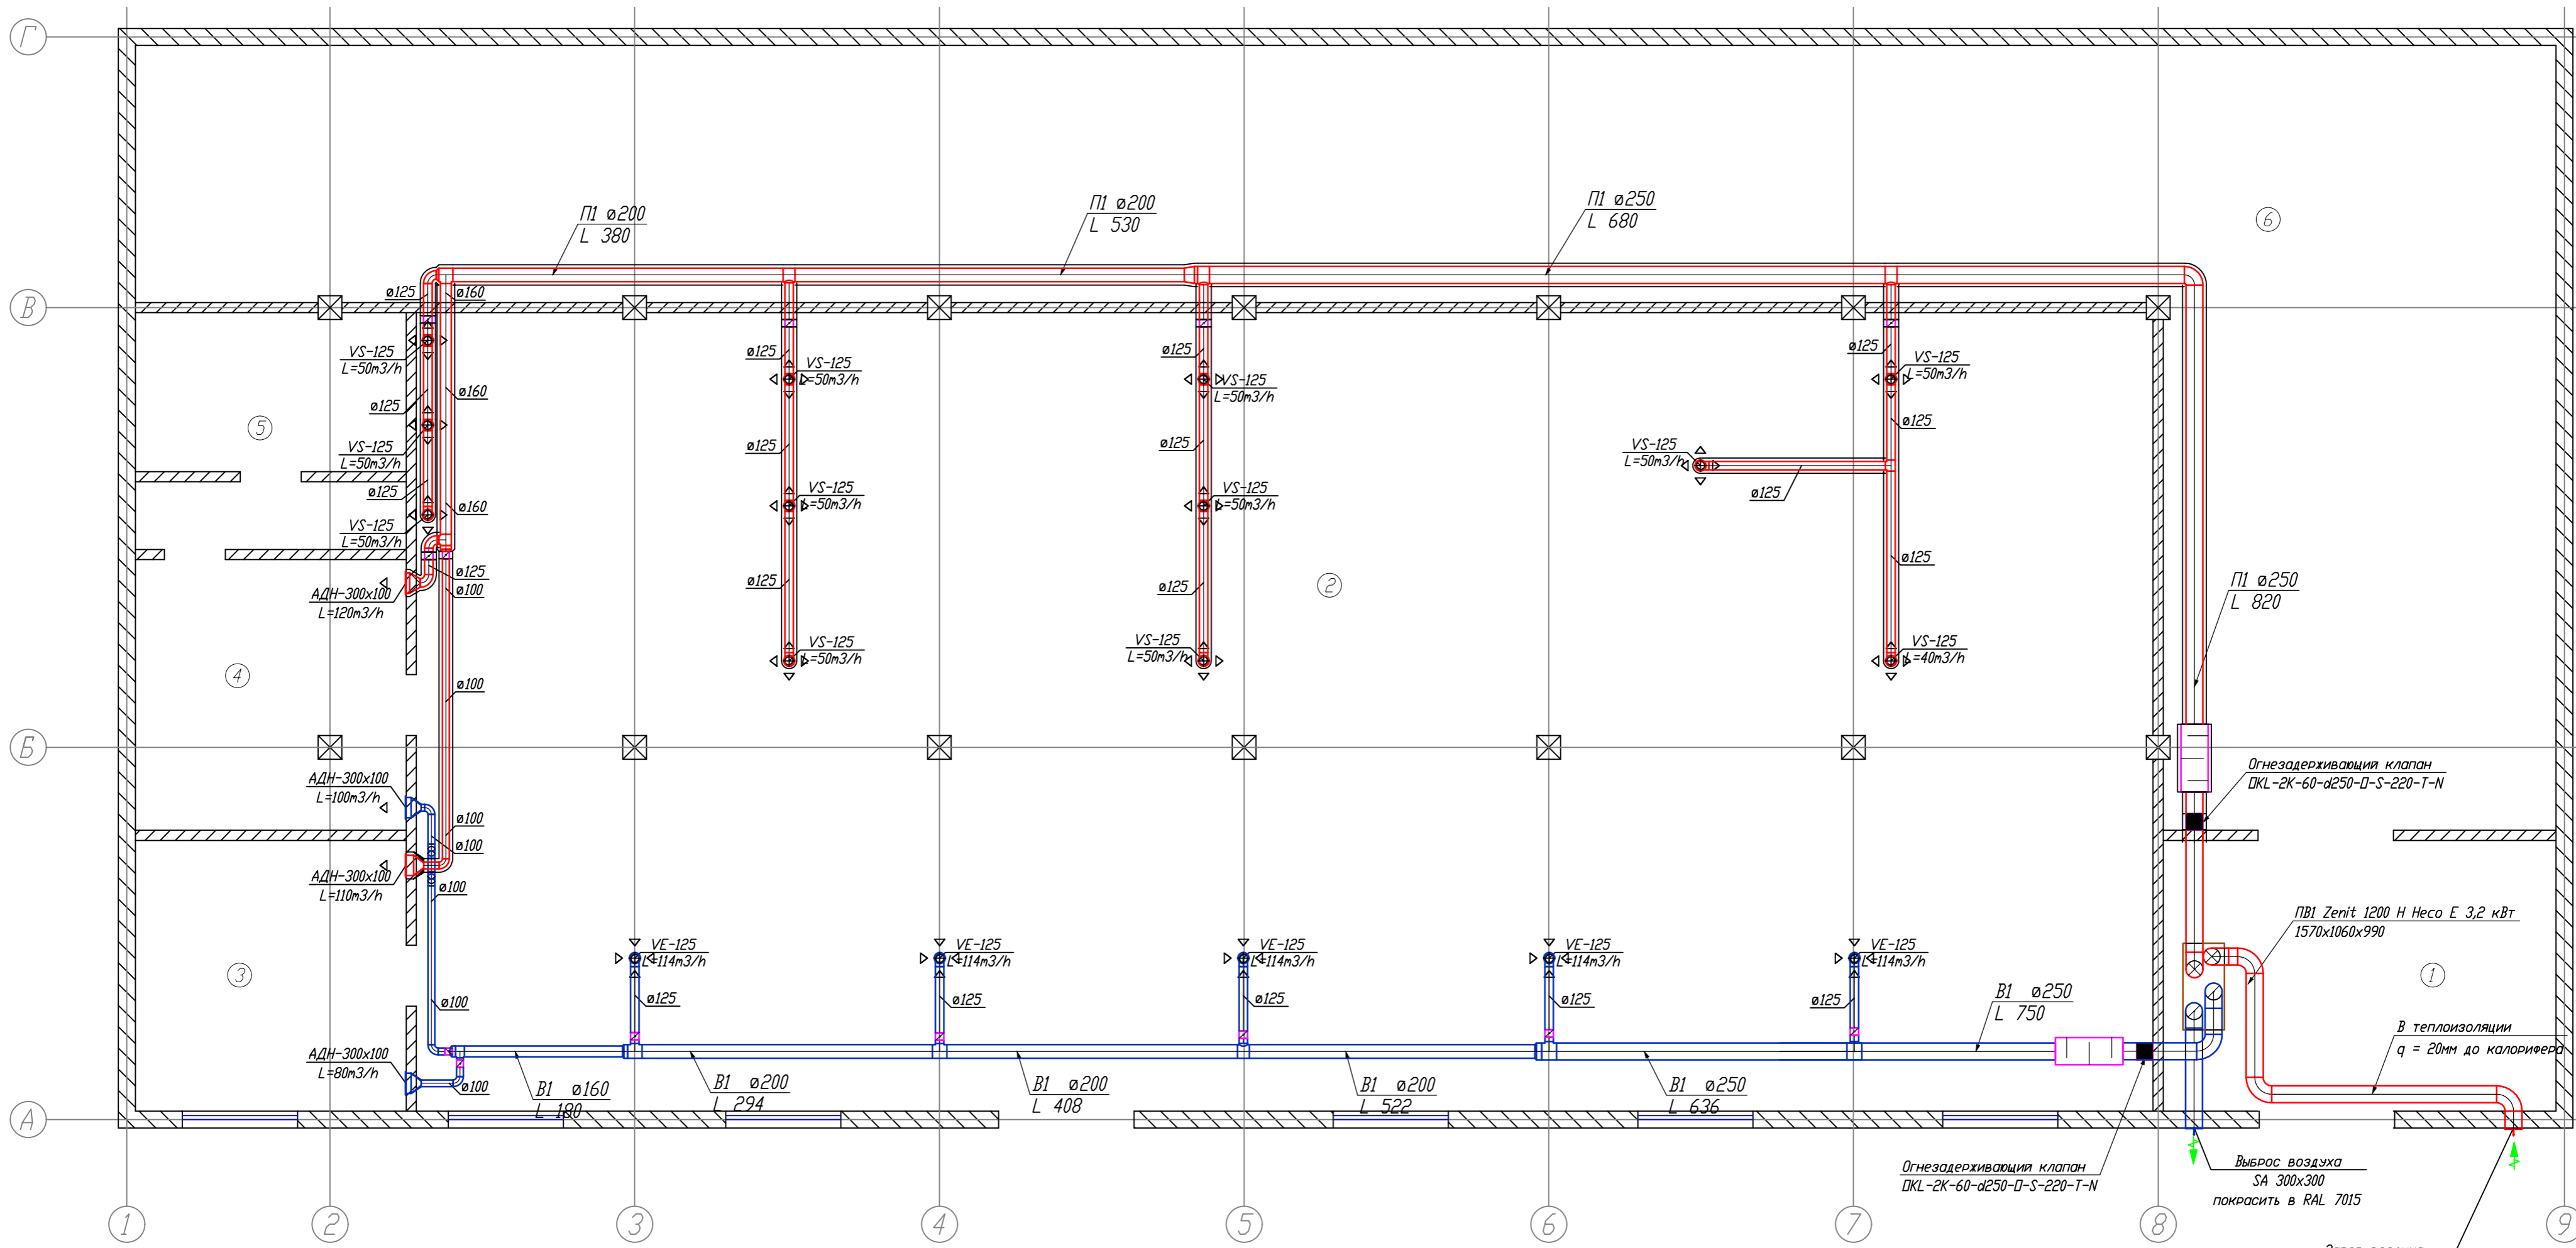 Г
П1 ø200
L 380
П1 ø200
L 530
П1 ø250
L 680
6
ø125
ø160
В
VS-125
L=50m3/h
ø125
ø160
5
VS-125
L=50m3/h
ø125
ø160
VS-125
L=50m3/h
ø125
ø100
АДН-300x100
L=120m3/h
ø125
VS-125
L=50m3/h
ø125
VS-125
L=50m3/h
ø125
VS-125
L=50m3/h
ø125
VS-125
L=50m3/h
ø125
VS-125
L=50m3/h
ø125
VS-125
L=50m3/h
ø125
VS-125
L=50m3/h
ø125
VS-125
L=50m3/h
ø125
ø125
VS-125
L=40m3/h
2
П1 ø250
L 820
4
ø100
Б
АДН-300x100
L=100m3/h
ø100
ø100
АДН-300x100
L=110m3/h
ø100
Огнезадерживающий клапан
OKL-2K-60-d250-O-S-220-T-N
ПВ1 Zenit 1200 H Heco E 3,2 кВт
1570x1060x990
3
VE-125
L=114m3/h
ø125
VE-125
L=114m3/h
ø125
VE-125
L=114m3/h
ø125
VE-125
L=114m3/h
ø125
VE-125
L=114m3/h
ø125
1
ø100
В1 ø250
L 750
В теплоизоляции
q = 20мм до калорифера
АДН-300x100
L=80m3/h
ø100
В1 ø160
L 180
В1 ø200
L 294
В1 ø200
L 408
В1 ø200
L 522
В1 ø250
L 636
А
Огнезадерживающий клапан
OKL-2K-60-d250-O-S-220-T-N
Выброс воздуха
SA 300x300
покрасить в RAL 7015
1
2
3
4
5
6
7
8
9